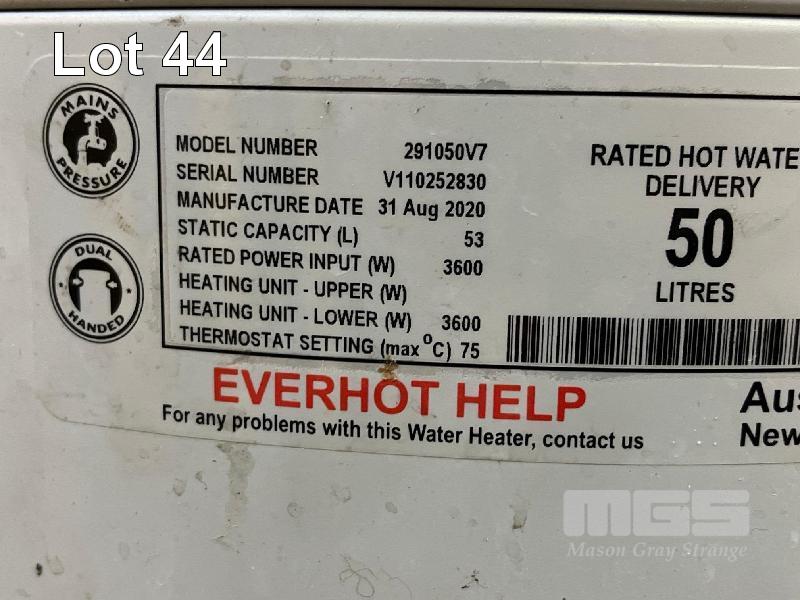 Lot 44
MAINS PRESSURE
DUAL HANDED
MODEL NUMBER 291050V7
SERIAL NUMBER V110252830
MANUFACTURE DATE 31 Aug 2020
STATIC CAPACITY (L) 53
RATED POWER INPUT (W) 3600
HEATING UNIT - UPPER (W)
HEATING UNIT - LOWER (W) 3600
THERMOSTAT SETTING (max °C) 75
RATED HOT WATE
DELIVERY
50
LITRES
EVERHOT HELP
For any problems with this Water Heater, contact us
Aus
New
MGS
Mason Gray Strange